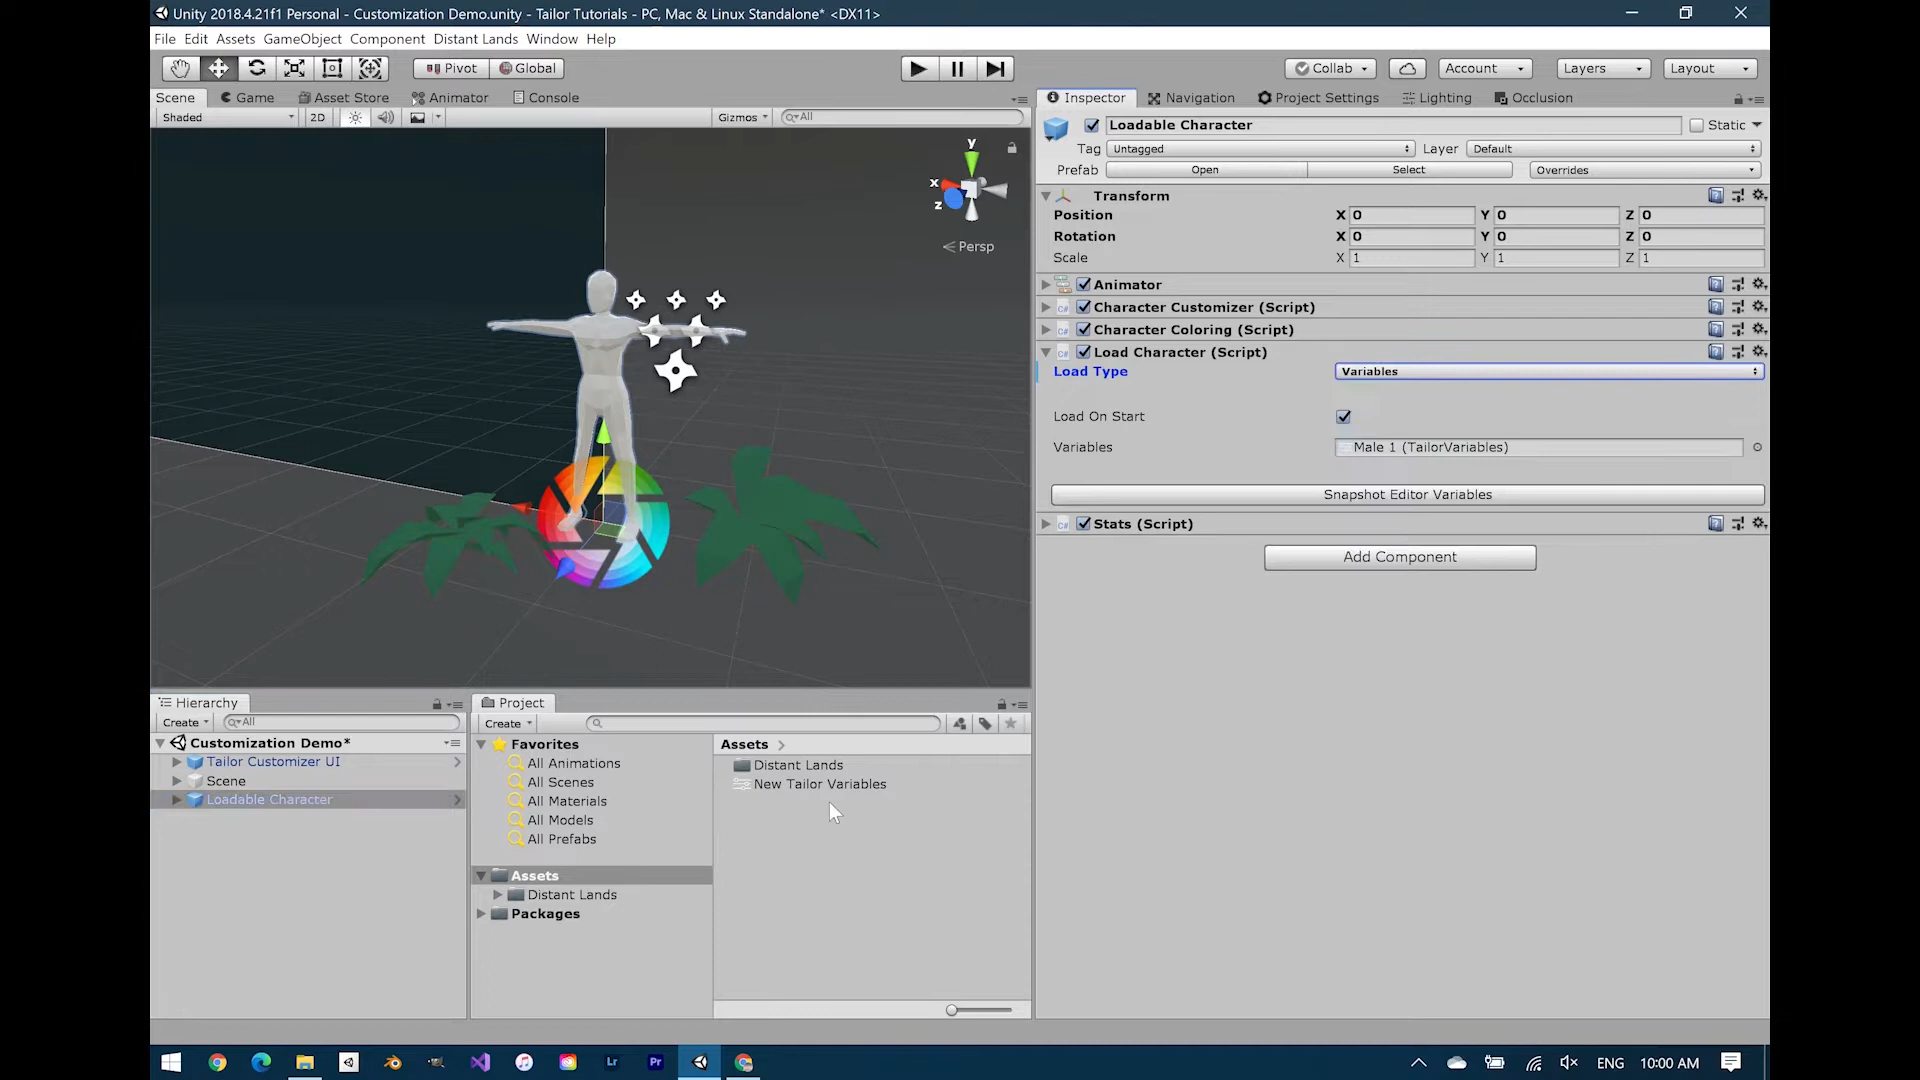 Unity 2018.4.21f1 Personal - Customization Demo.unity - Tailor Tutorials - PC, Mac & Linux Standalone* <DX11>
File Edit Assets GameObject Component Distant Lands Window Help
Pivot Global Collab Account Layers Layout
Scene Game Asset Store Animator Console
Shaded 2D Gizmos All
y
x
z
Persp
Inspector Navigation Project Settings Lighting Occlusion
Loadable Character Static
Tag Untagged Layer Default
Prefab Open Select Overrides
Transform
Position X 0 Y 0 Z 0
Rotation X 0 Y 0 Z 0
Scale X 1 Y 1 Z 1
Animator
C# Character Customizer (Script)
C# Character Coloring (Script)
C# Load Character (Script)
Load Type Variables
Load On Start
Variables Male 1 (TailorVariables)
Snapshot Editor Variables
C# Stats (Script)
Add Component
Hierarchy
Create All
Customization Demo*
Tailor Customizer UI
Scene
Loadable Character
Project
Create
Favorites
All Animations
All Scenes
All Materials
All Models
All Prefabs
Assets
Distant Lands
Packages
Assets
Distant Lands
New Tailor Variables
Lr Pr ENG 10:00 AM